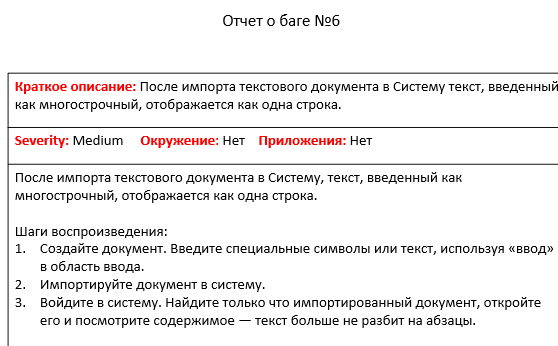 Отчет о баге №6
Краткое описание: После импорта текстового документа в Систему текст, введенный
как многострочный, отображается как одна строка.
Severity: Medium Окружение: Нет Приложения: Нет
После импорта текстового документа в Систему, текст, введенный как
многострочный, отображается как одна строка.
Шаги воспроизведения:
1. Создайте документ. Введите специальные символы или текст, используя «ввод»
в область ввода.
2. Импортируйте документ в систему.
3. Войдите в систему. Найдите только что импортированный документ, откройте
его и посмотрите содержимое — текст больше не разбит на абзацы.